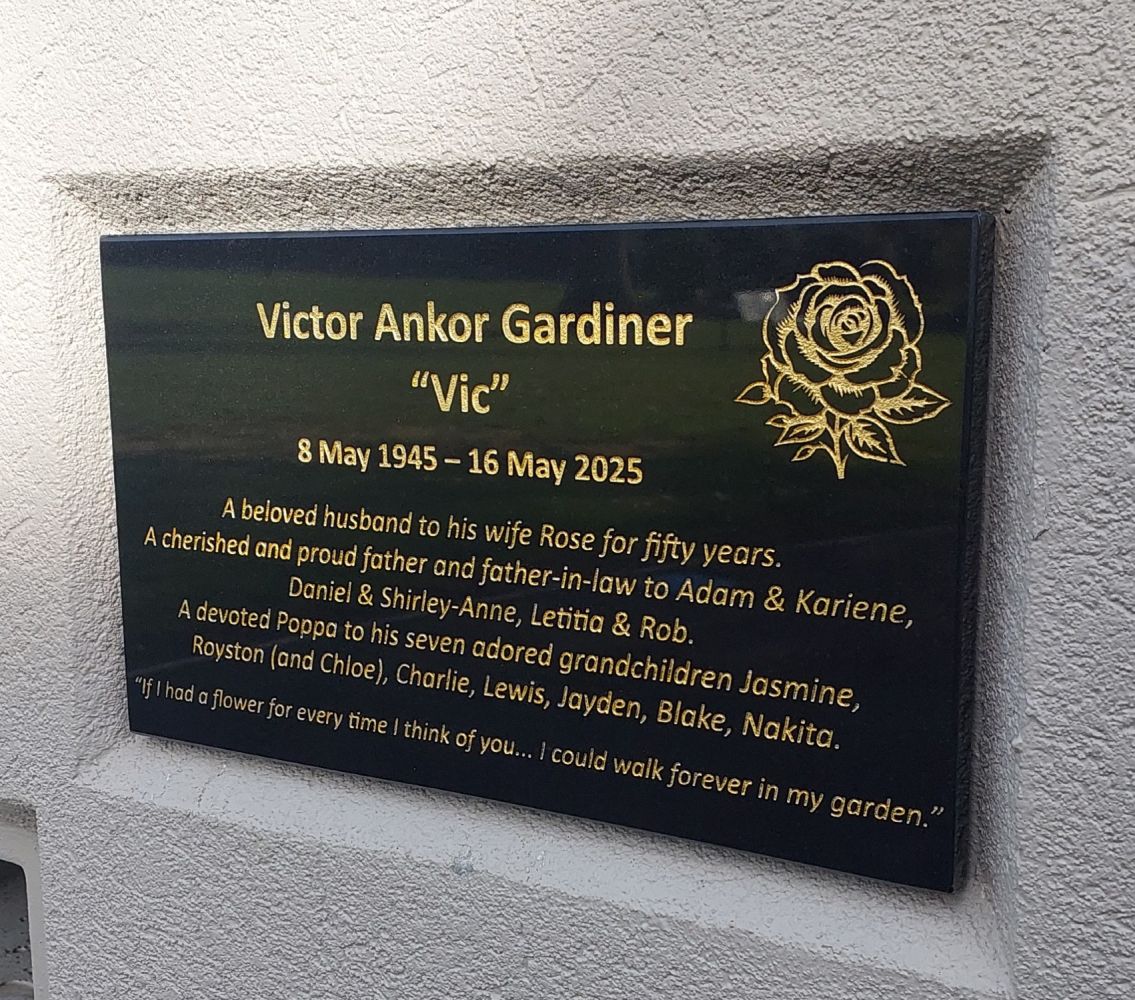 Victor Ankor Gardiner
“Vic”
8 May 1945 – 16 May 2025
A beloved husband to his wife Rose for fifty years.
A cherished and proud father and father-in-law to Adam & Kariene,
Daniel & Shirley-Anne, Letitia & Rob.
A devoted Poppa to his seven adored grandchildren Jasmine,
Royston (and Chloe), Charlie, Lewis, Jayden, Blake, Nakita.
“If I had a flower for every time I think of you... I could walk forever in my garden.”